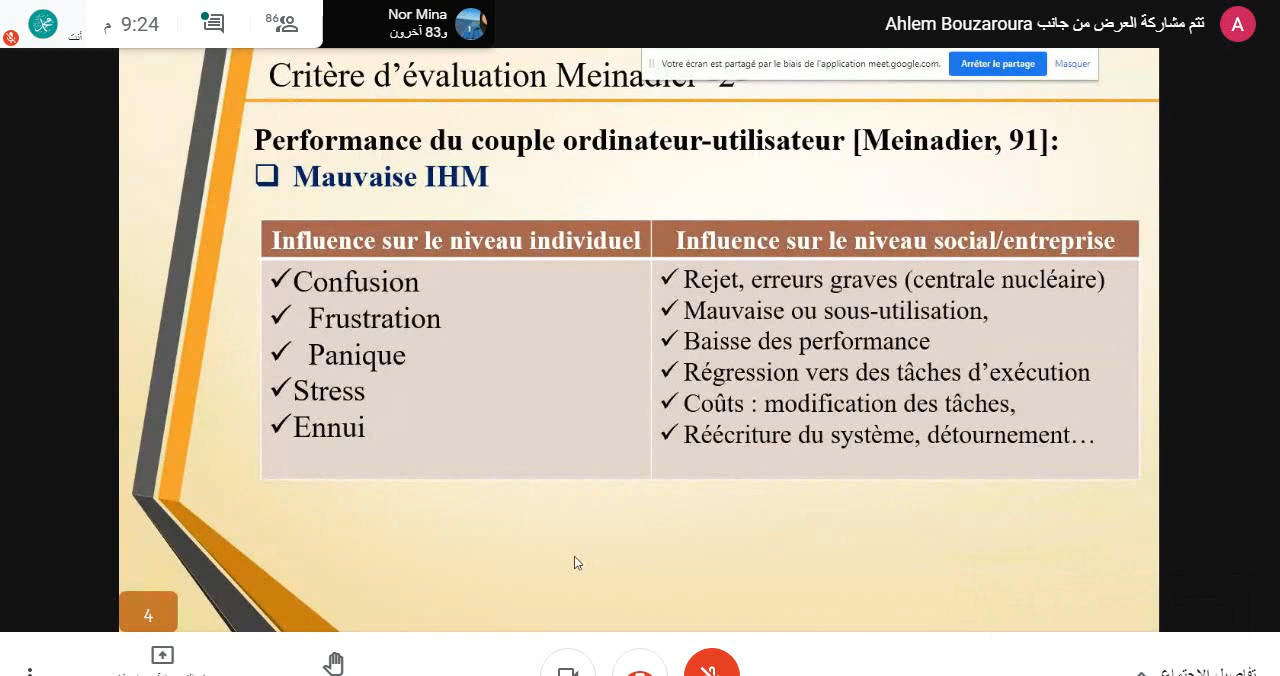 9:24 م
86
أنت
Nor Mina
و83 آخرون
تتم مشاركة العرض من جانب Ahlem Bouzaroura
A
Critère d’évaluation Meinadier -2-
Votre écran est partagé par le biais de l'application meet.google.com.
Arrêter le partage
Masquer
Performance du couple ordinateur-utilisateur [Meinadier, 91]:
Mauvaise IHM
Influence sur le niveau individuel
✓Confusion
✓ Frustration
✓ Panique
✓Stress
✓Ennui
Influence sur le niveau social/entreprise
✓ Rejet, erreurs graves (centrale nucléaire)
✓ Mauvaise ou sous-utilisation,
✓ Baisse des performance
✓ Régression vers des tâches d’exécution
✓ Coûts : modification des tâches,
✓ Réécriture du système, détournement…
4
تفاصيل الاجتماع